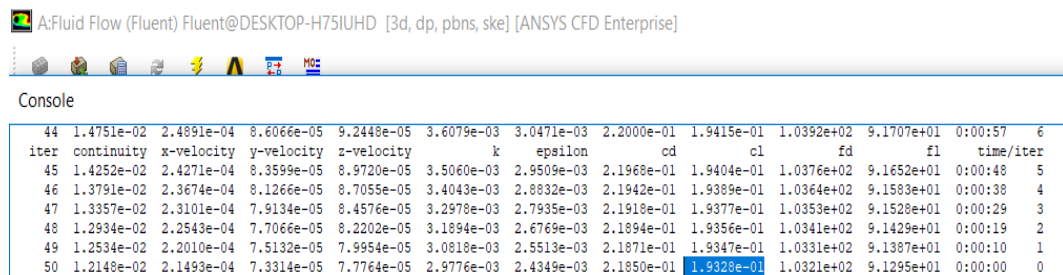 A:Fluid Flow (Fluent) Fluent@DESKTOP-H75IUHD [3d, dp, pbns, ske] [ANSYS CFD Enterprise]
MO:
Console
44 1.4751e-02 2.4891e-04 8.6066e-05 9.2448e-05 3.6079e-03 3.0471e-03 2.2000e-01 1.9415e-01 1.0392e+02 9.1707e+01 0:00:57 6
iter continuity x-velocity y-velocity z-velocity k epsilon cd cl fd fl time/iter
45 1.4252e-02 2.4271e-04 8.3599e-05 8.9720e-05 3.5060e-03 2.9509e-03 2.1968e-01 1.9404e-01 1.0376e+02 9.1652e+01 0:00:48 5
46 1.3791e-02 2.3674e-04 8.1266e-05 8.7055e-05 3.4043e-03 2.8832e-03 2.1942e-01 1.9389e-01 1.0364e+02 9.1583e+01 0:00:38 4
47 1.3357e-02 2.3101e-04 7.9134e-05 8.4576e-05 3.2978e-03 2.7935e-03 2.1918e-01 1.9377e-01 1.0353e+02 9.1528e+01 0:00:29 3
48 1.2934e-02 2.2543e-04 7.7066e-05 8.2202e-05 3.1894e-03 2.6769e-03 2.1894e-01 1.9356e-01 1.0341e+02 9.1429e+01 0:00:19 2
49 1.2534e-02 2.2010e-04 7.5132e-05 7.9954e-05 3.0818e-03 2.5513e-03 2.1871e-01 1.9347e-01 1.0331e+02 9.1387e+01 0:00:10 1
50 1.2148e-02 2.1493e-04 7.3314e-05 7.7764e-05 2.9776e-03 2.4349e-03 2.1850e-01 1.9328e-01 1.0321e+02 9.1295e+01 0:00:00 0